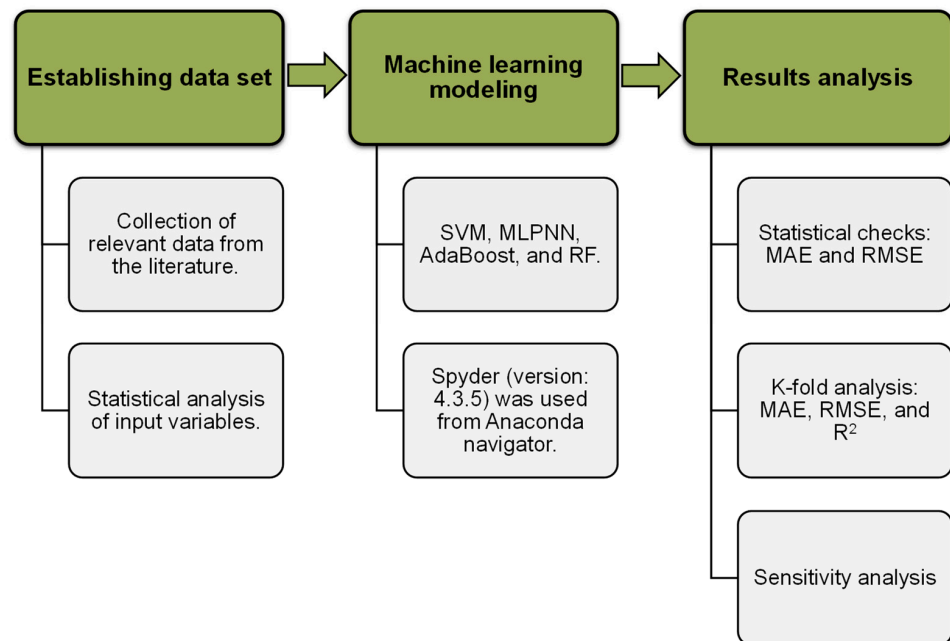 Establishing data set
Collection of
relevant data from
the literature.
Statistical analysis
of input variables.
Machine learning
modeling
SVM, MLPNN,
AdaBoost, and RF.
Spyder (version:
4.3.5) was used
from Anaconda
navigator.
Results analysis
Statistical checks:
MAE and RMSE
K-fold analysis:
MAE, RMSE, and
R²
Sensitivity analysis